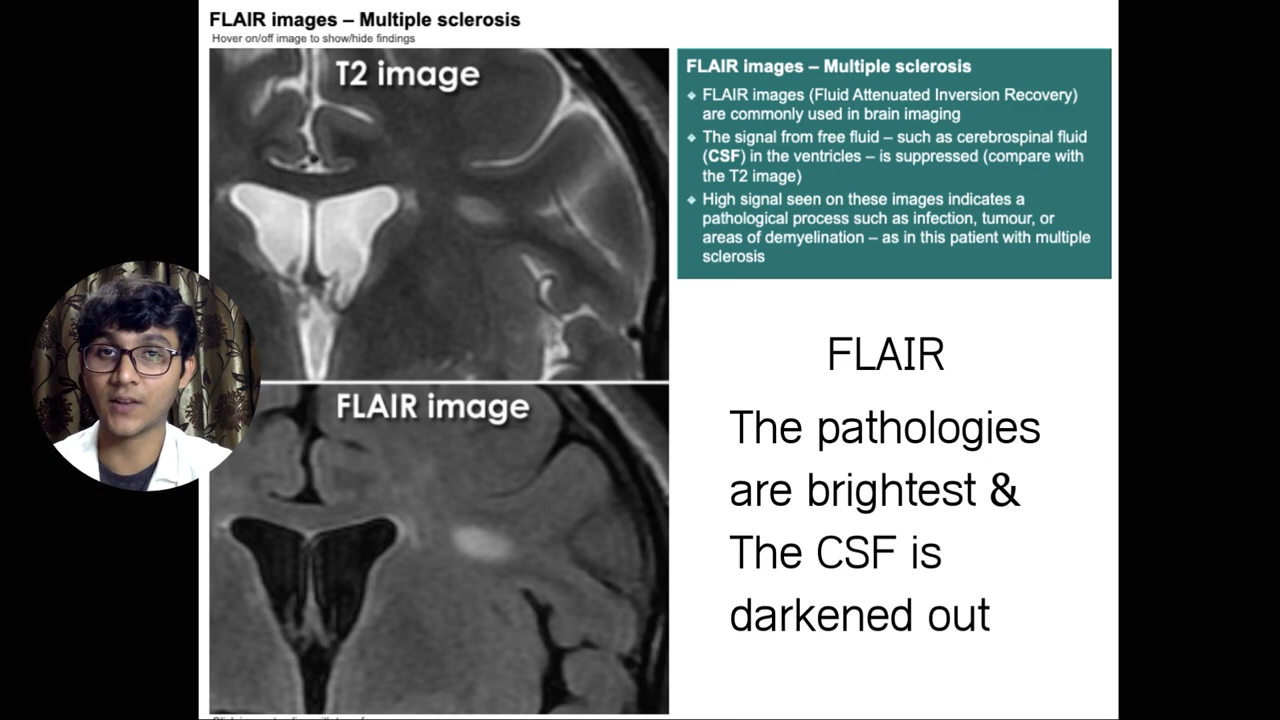 FLAIR images – Multiple sclerosis
Hover on/off image to show/hide findings
T2 image
FLAIR image
FLAIR images – Multiple sclerosis
❖ FLAIR images (Fluid Attenuated Inversion Recovery)
are commonly used in brain imaging
❖ The signal from free fluid – such as cerebrospinal fluid
(CSF) in the ventricles – is suppressed (compare with
the T2 image)
❖ High signal seen on these images indicates a
pathological process such as infection, tumour, or
areas of demyelination – as in this patient with multiple
sclerosis
FLAIR
The pathologies
are brightest &
The CSF is
darkened out